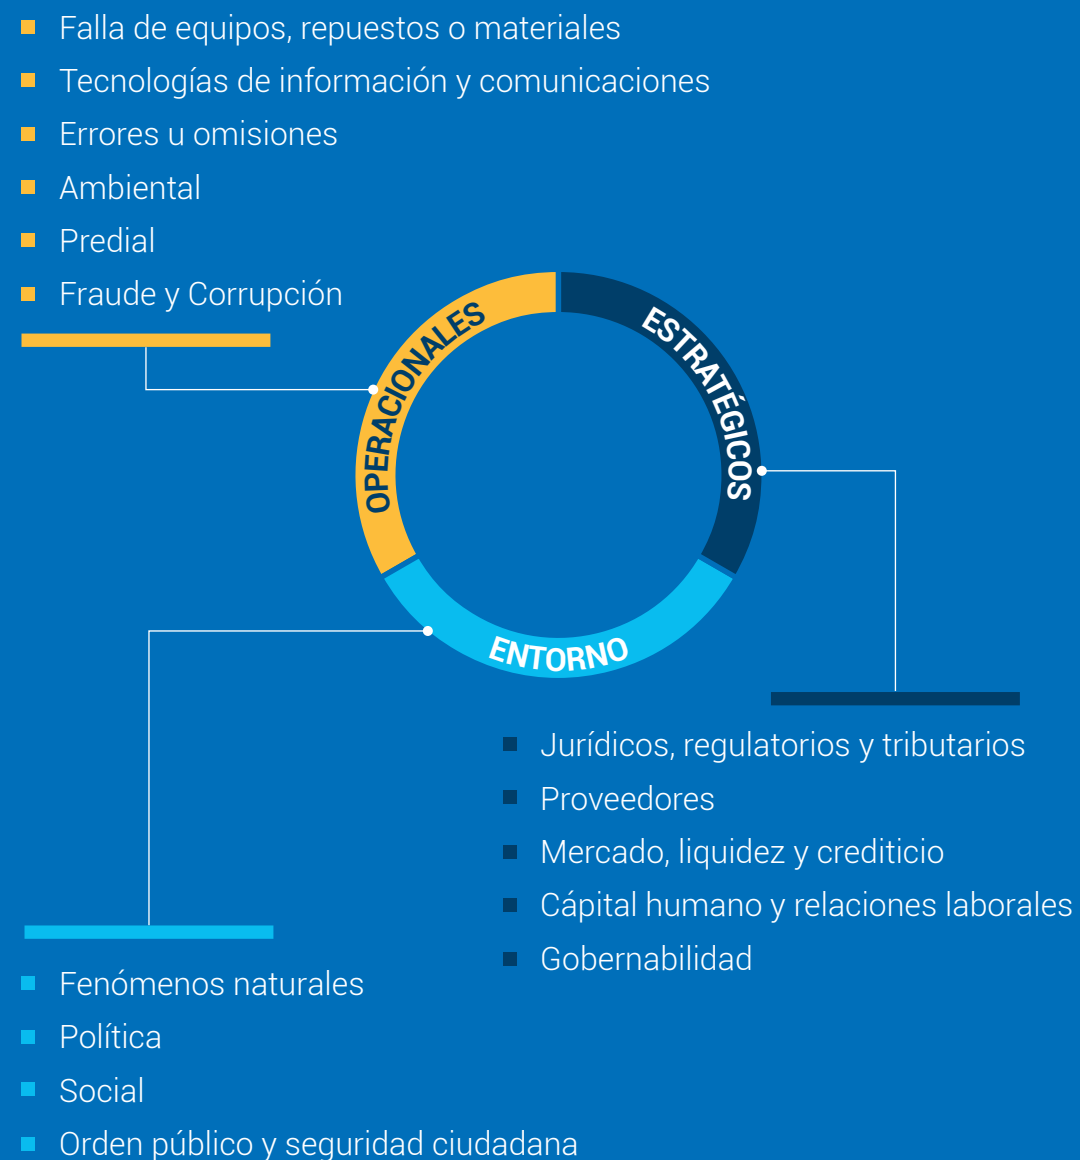 Falla de equipos, repuestos o materiales
Tecnologías de información y comunicaciones
Errores u omisiones
Ambiental
Predial
Fraude y Corrupción
OPERACIONALES
ESTRATÉGICOS
ENTORNO
Jurídicos, regulatorios y tributarios
Proveedores
Mercado, liquidez y crediticio
Cápital humano y relaciones laborales
Gobernabilidad
Fenómenos naturales
Política
Social
Orden público y seguridad ciudadana